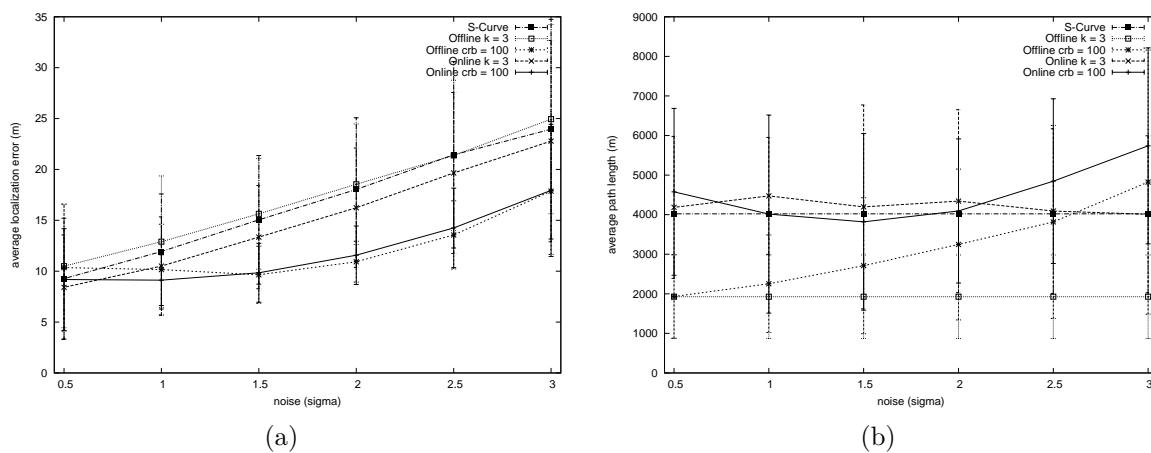 35
30
25
20
15
10
5
0
average localization error (m)
S-Curve
Offline k = 3
Offline crb = 100
Online k = 3
Online crb = 100
0.5 1 1.5 2 2.5 3
noise (sigma)
(a)
9000
8000
7000
6000
5000
4000
3000
2000
1000
0
average path length (m)
S-Curve
Offline k = 3
Offline crb = 100
Online k = 3
Online crb = 100
0.5 1 1.5 2 2.5 3
noise (sigma)
(b)